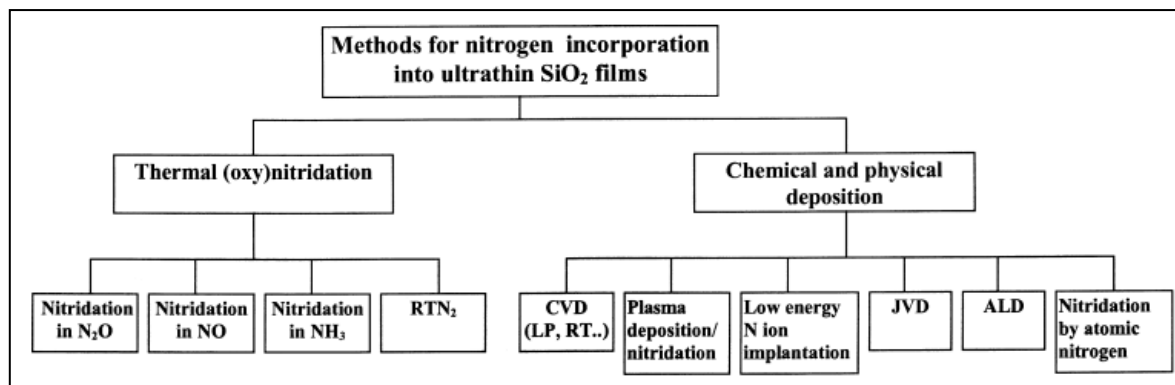 Methods for nitrogen incorporation
into ultrathin SiO₂ films
Thermal (oxy)nitridation
Chemical and physical
deposition
Nitridation
in N₂O
Nitridation
in NO
Nitridation
in NH₃
RTN₂
CVD
(LP, RT..)
Plasma
deposition/
nitridation
Low energy
N ion
implantation
JVD
ALD
Nitridation
by atomic
nitrogen